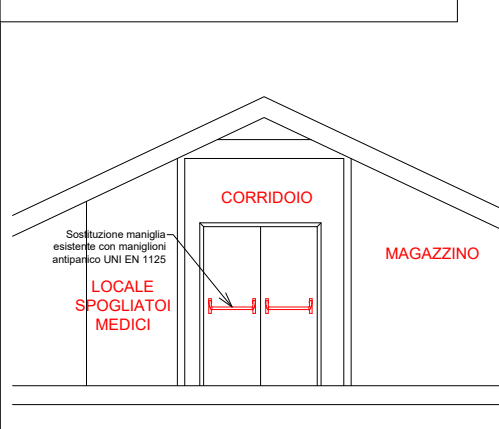 CORRIDOIO
Sostituzione maniglia
esistente con maniglioni
antipanico UNI EN 1125
MAGAZZINO
LOCALE
SPOGLIATOI
MEDICI